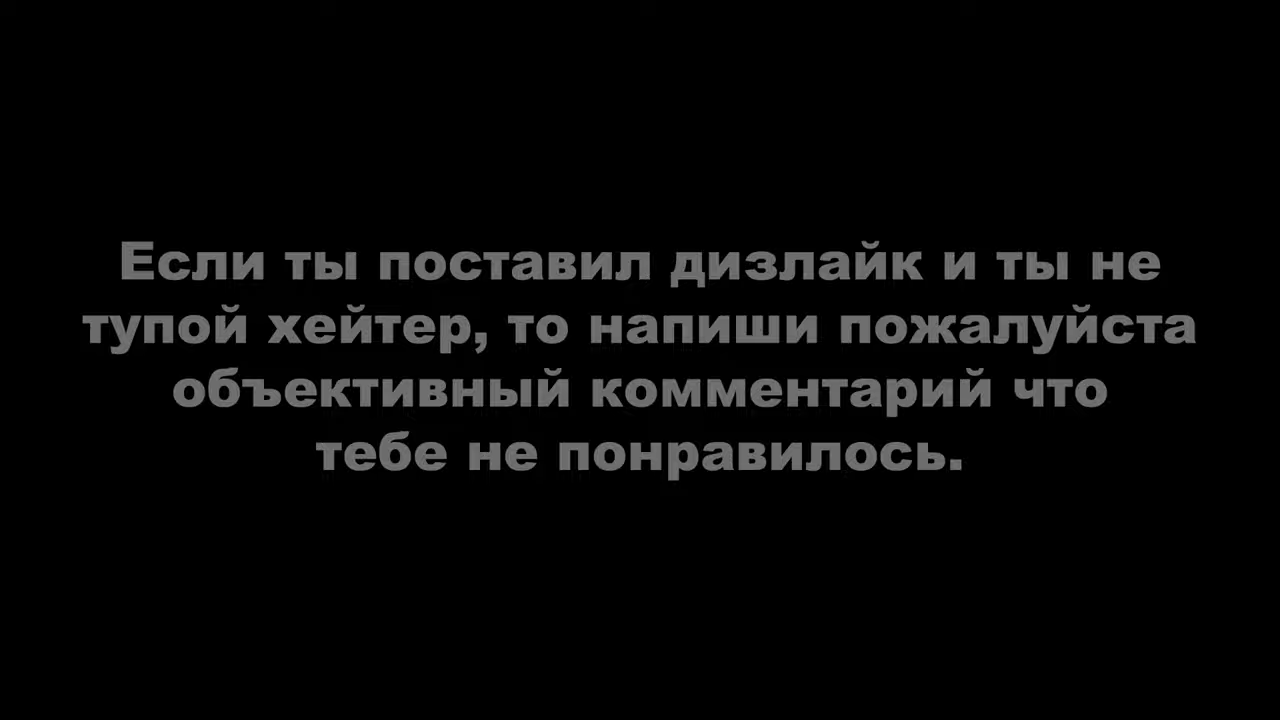 Если ты поставил дизлайк и ты не
тупой хейтер, то напиши пожалуйста
объективный комментарий что
тебе не понравилось.